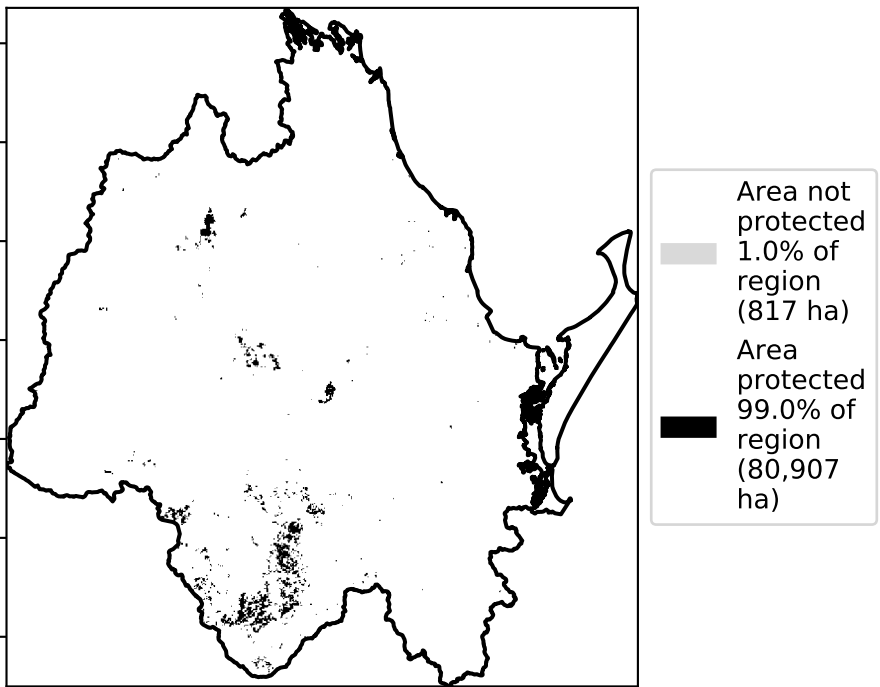 Area not
protected
1.0% of
region
(817 ha)
Area
protected
99.0% of
region
(80,907
ha)